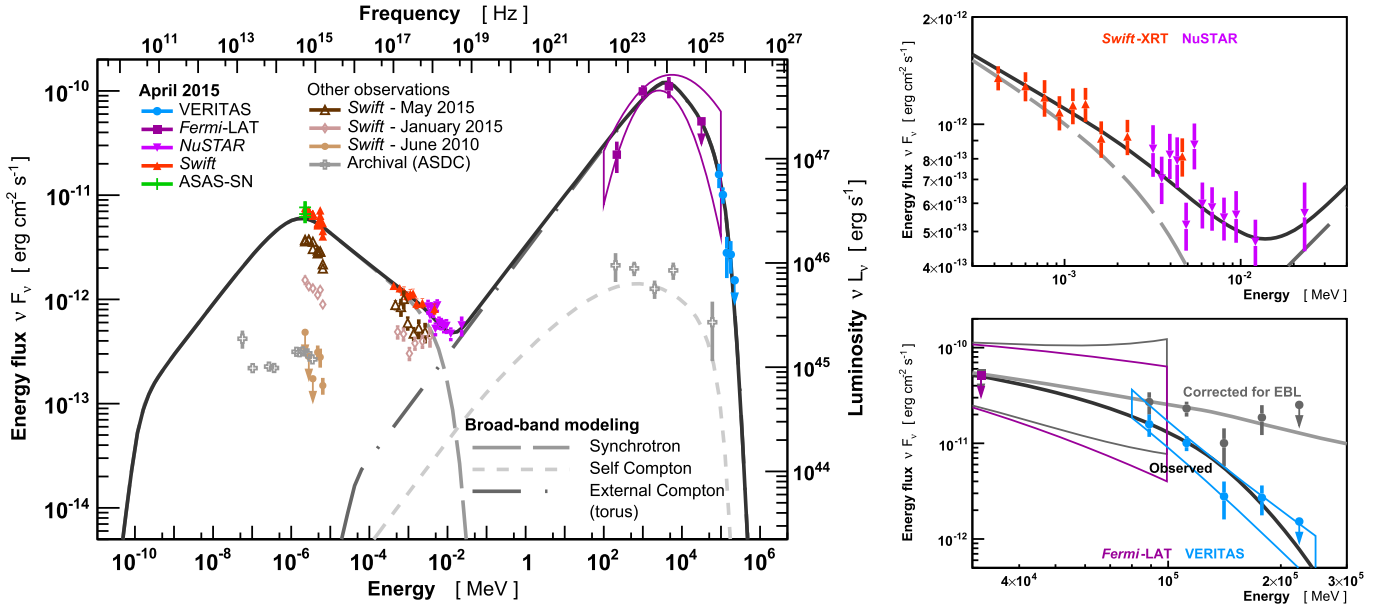 Frequency [ Hz ]
10^11 10^13 10^15 10^17 10^19 10^21 10^23 10^25 10^27
Energy flux ν F_ν [ erg cm^-2 s^-1 ]
10^-10
10^-11
10^-12
10^-13
10^-14
April 2015
VERITAS
Fermi-LAT
NuSTAR
Swift
ASAS-SN
Other observations
Swift - May 2015
Swift - January 2015
Swift - June 2010
Archival (ASDC)
Broad-band modeling
Synchrotron
Self Compton
External Compton
(torus)
10^47
10^46
10^45
10^44
Luminosity ν L_ν [ erg s^-1 ]
10^-10 10^-8 10^-6 10^-4 10^-2 1 10^2 10^4 10^6
Energy [ MeV ]
Energy flux ν F_ν [ erg cm^-2 s^-1 ]
2×10^-12
10^-12
8×10^-13
7×10^-13
6×10^-13
5×10^-13
4×10^-13
Swift-XRT NuSTAR
10^-3 10^-2
Energy [ MeV ]
Energy flux ν F_ν [ erg cm^-2 s^-1 ]
10^-10
10^-11
10^-12
Corrected for EBL
Observed
Fermi-LAT VERITAS
4×10^4 10^5 2×10^5 3×10^5
Energy [ MeV ]